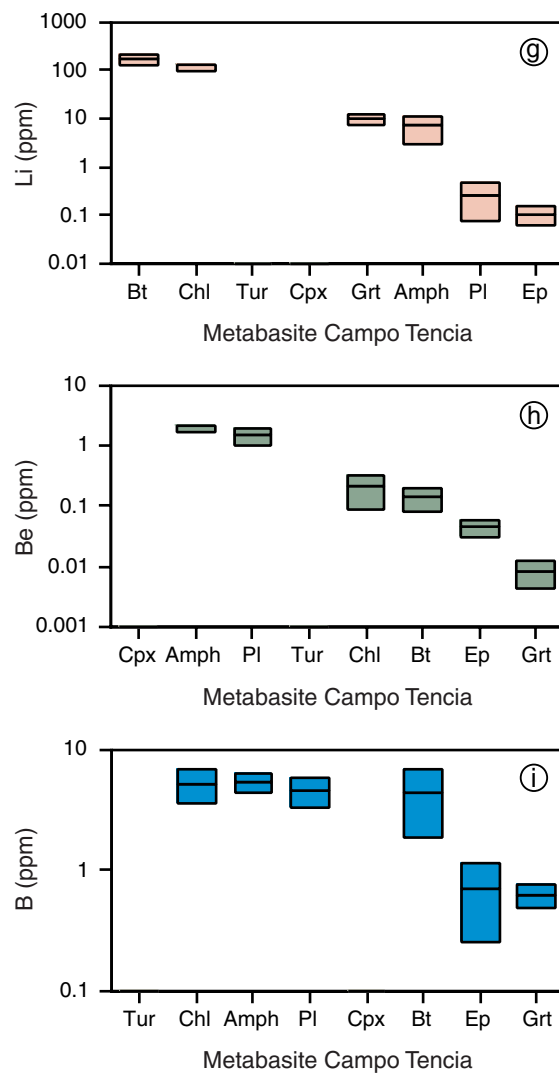 1000
100
10
1
0.1
0.01
Li (ppm)
g
Bt Chl Tur Cpx Grt Amph Pl Ep
Metabasite Campo Tencia
10
1
0.1
0.01
0.001
Be (ppm)
h
Cpx Amph Pl Tur Chl Bt Ep Grt
Metabasite Campo Tencia
10
1
0.1
B (ppm)
i
Tur Chl Amph Pl Cpx Bt Ep Grt
Metabasite Campo Tencia